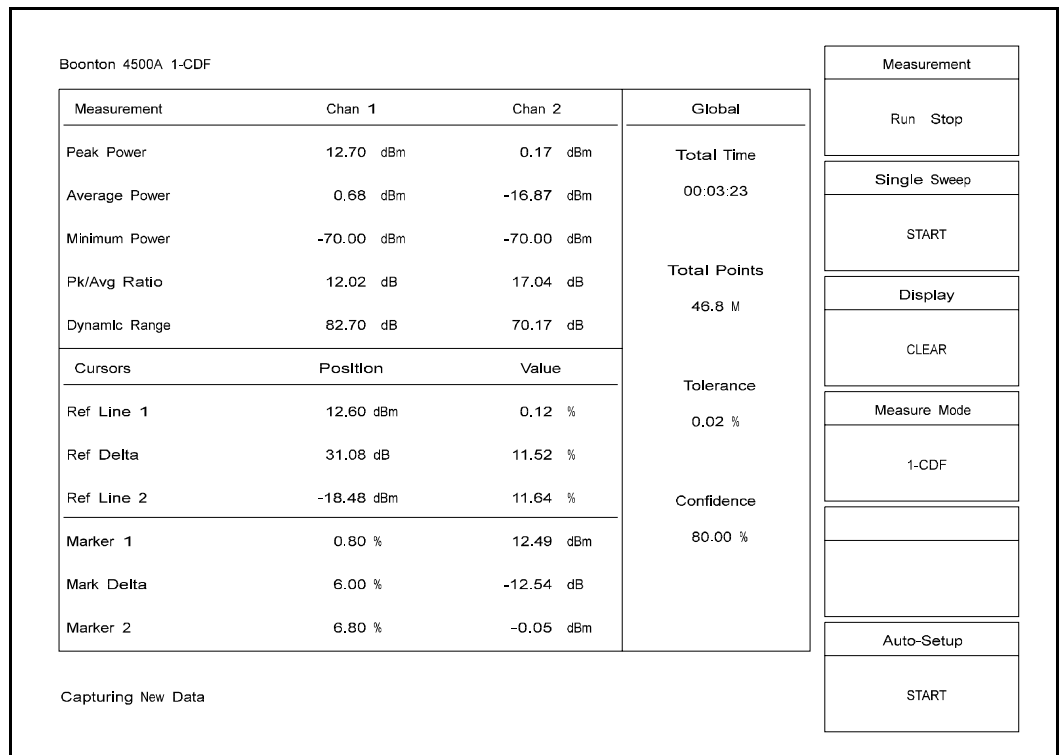 Boonton 4500A 1-CDF
Measurement Chan 1 Chan 2 Global
Peak Power 12.70 dBm 0.17 dBm Total Time
Average Power 0.68 dBm -16.87 dBm 00:03:23
Minimum Power -70.00 dBm -70.00 dBm
Pk/Avg Ratio 12.02 dB 17.04 dB Total Points
46.8 M
Dynamic Range 82.70 dB 70.17 dB
Cursors Position Value
Tolerance
Ref Line 1 12.60 dBm 0.12 %
0.02 %
Ref Delta 31.08 dB 11.52 %
Ref Line 2 -18.48 dBm 11.64 % Confidence
Marker 1 0.80 % 12.49 dBm 80.00 %
Mark Delta 6.00 % -12.54 dB
Marker 2 6.80 % -0.05 dBm
Capturing New Data
Measurement
Run Stop
Single Sweep
START
Display
CLEAR
Measure Mode
1-CDF
Auto-Setup
START